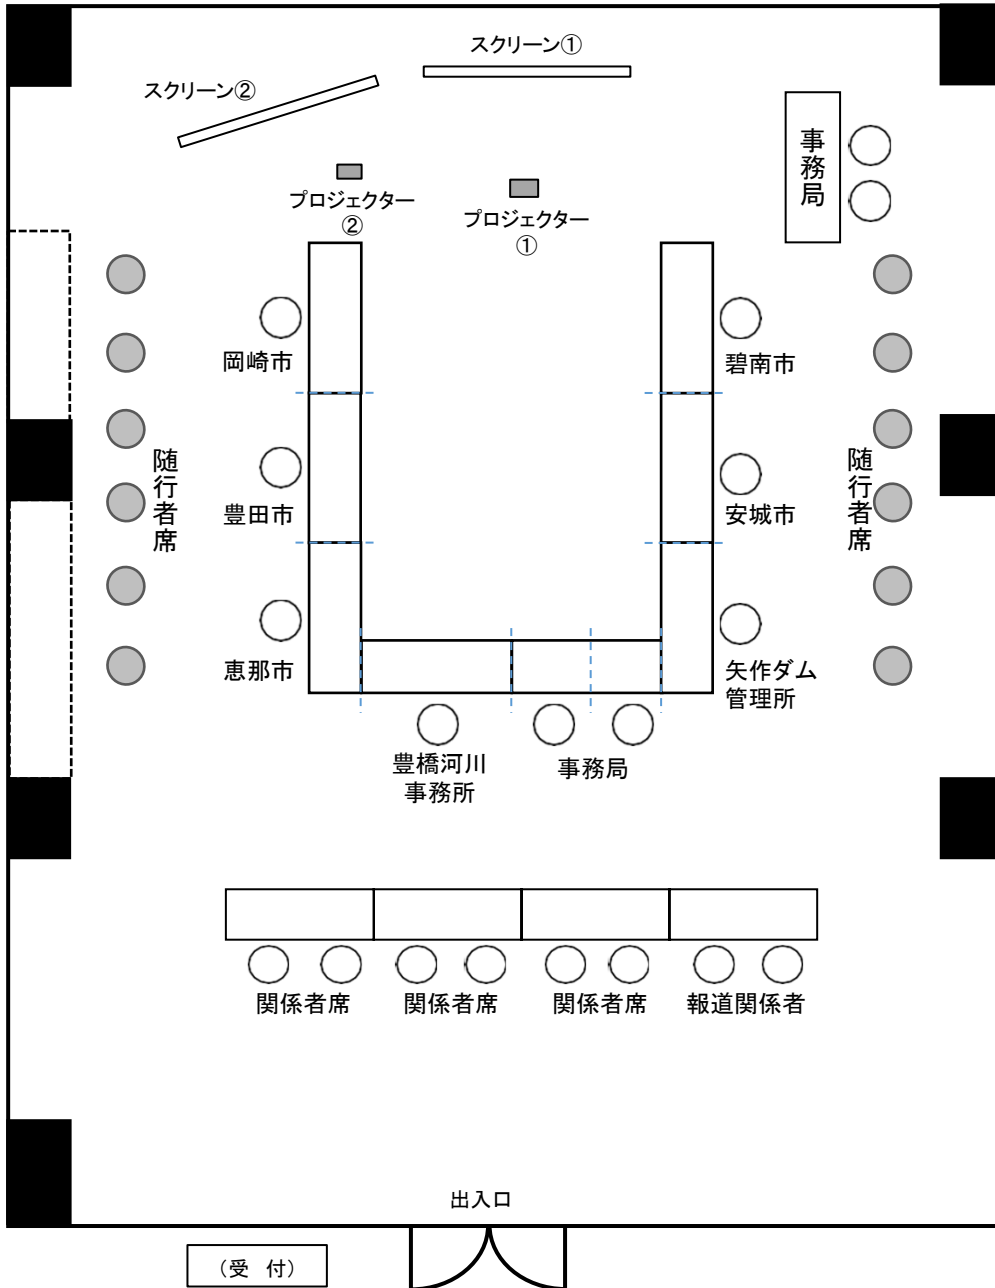 スクリーン①
スクリーン②
事務局
プロジェクター
②
プロジェクター
①
岡崎市
碧南市
随行者席
豊田市
安城市
随行者席
恵那市
矢作ダム
管理所
豊橋河川
事務所
事務局
関係者席
関係者席
関係者席
報道関係者
出入口
（受　付）